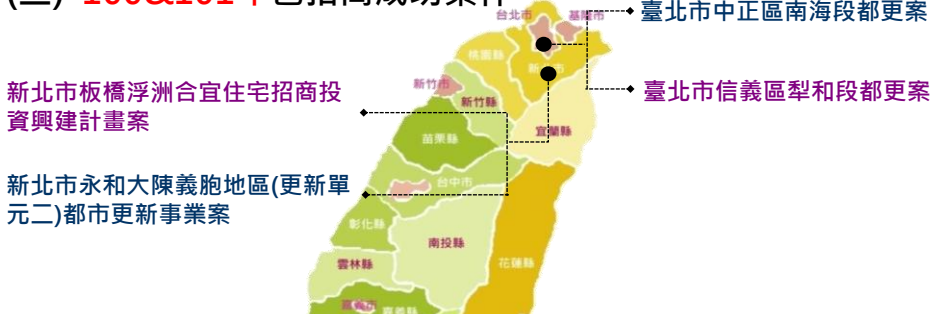 100&101年已招商成功案件
臺北市中正區南海段都更案
台北市
基隆市
桃園縣
新北市
新北市板橋浮洲合宜住宅招商投
資興建計畫案
臺北市信義區犁和段都更案
新竹市
新竹縣
宜蘭縣
苗栗縣
新北市永和大陳義胞地區(更新單
元二)都市更新事業案
台中市
彰化縣
南投縣
雲林縣
花蓮縣
嘉義市
嘉義縣